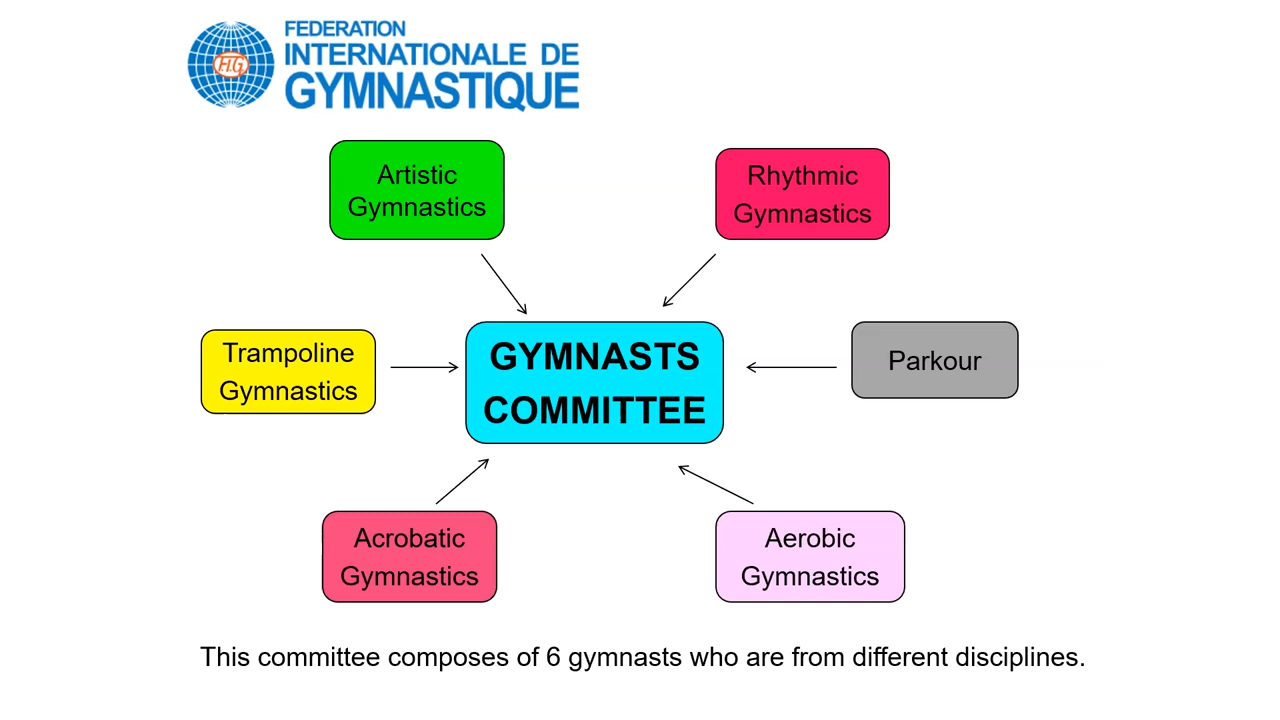 F.I.G
FEDERATION
INTERNATIONALE DE
GYMNASTIQUE
Artistic
Gymnastics
Rhythmic
Gymnastics
Trampoline
Gymnastics
GYMNASTS
COMMITTEE
Parkour
Acrobatic
Gymnastics
Aerobic
Gymnastics
This committee composes of 6 gymnasts who are from different disciplines.